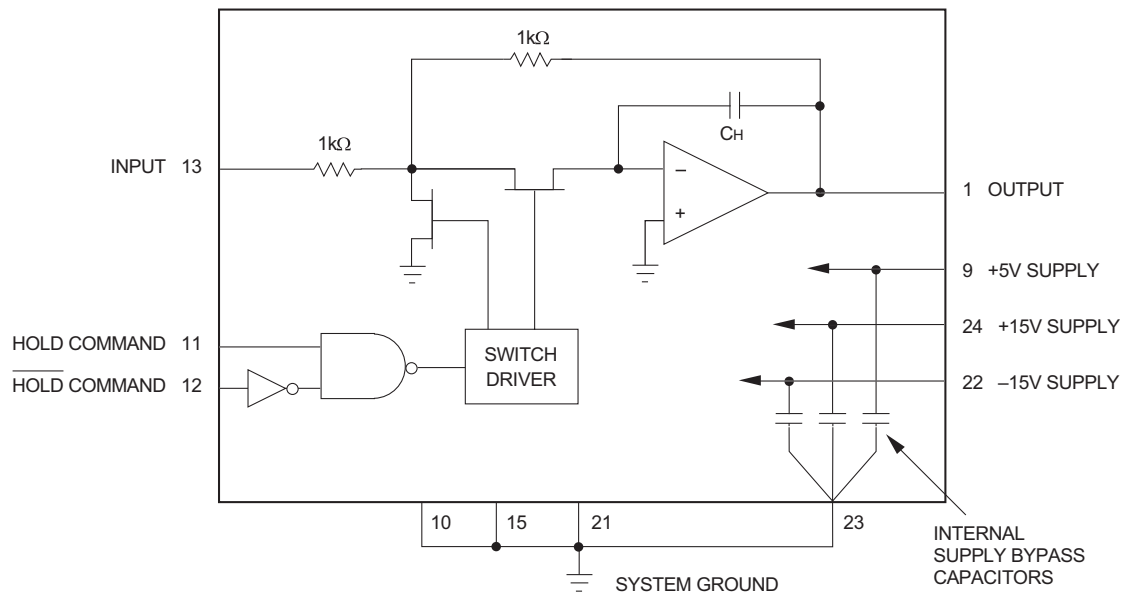 1kΩ
1kΩ
CH
INPUT 13
−
+
1 OUTPUT
9 +5V SUPPLY
24 +15V SUPPLY
22 –15V SUPPLY
HOLD COMMAND 11
HOLD COMMAND 12
SWITCH
DRIVER
10 15 21 23
INTERNAL
SUPPLY BYPASS
CAPACITORS
SYSTEM GROUND